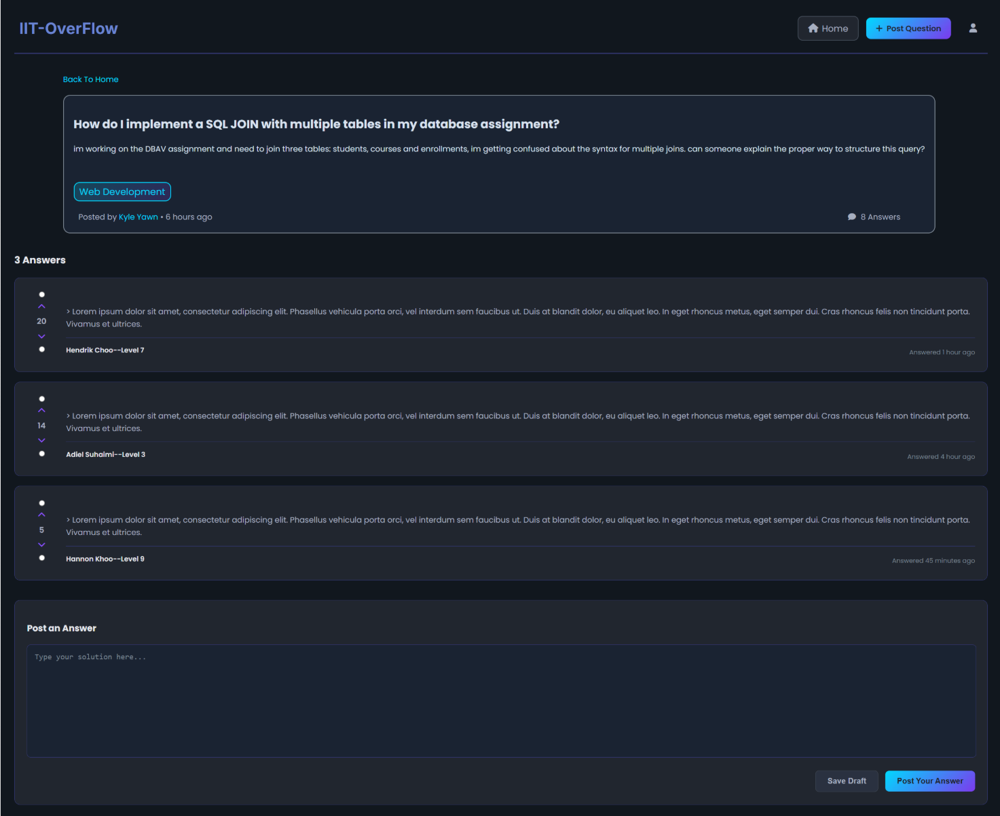 IIT-OverFlow
Home
+ Post Question
Back To Home
How do I implement a SQL JOIN with multiple tables in my database assignment?
im working on the DBAV assignment and need to join three tables: students, courses and enrollments, im getting confused about the syntax for multiple joins. can someone explain the proper way to structure this query?
Web Development
Posted by Kyle Yawn • 6 hours ago
8 Answers
3 Answers
20
> Lorem ipsum dolor sit amet, consectetur adipiscing elit. Phasellus vehicula porta orci, vel interdum sem faucibus ut. Duis at blandit dolor, eu aliquet leo. In eget rhoncus metus, eget semper dui. Cras rhoncus felis non tincidunt porta.
Vivamus et ultrices.
Hendrik Choo--Level 7
Answered 1 hour ago
14
> Lorem ipsum dolor sit amet, consectetur adipiscing elit. Phasellus vehicula porta orci, vel interdum sem faucibus ut. Duis at blandit dolor, eu aliquet leo. In eget rhoncus metus, eget semper dui. Cras rhoncus felis non tincidunt porta.
Vivamus et ultrices.
Adiel Suhaimi--Level 3
Answered 4 hour ago
5
> Lorem ipsum dolor sit amet, consectetur adipiscing elit. Phasellus vehicula porta orci, vel interdum sem faucibus ut. Duis at blandit dolor, eu aliquet leo. In eget rhoncus metus, eget semper dui. Cras rhoncus felis non tincidunt porta.
Vivamus et ultrices.
Hannon Khoo--Level 9
Answered 45 minutes ago
Post an Answer
Type your solution here...
Save Draft
Post Your Answer